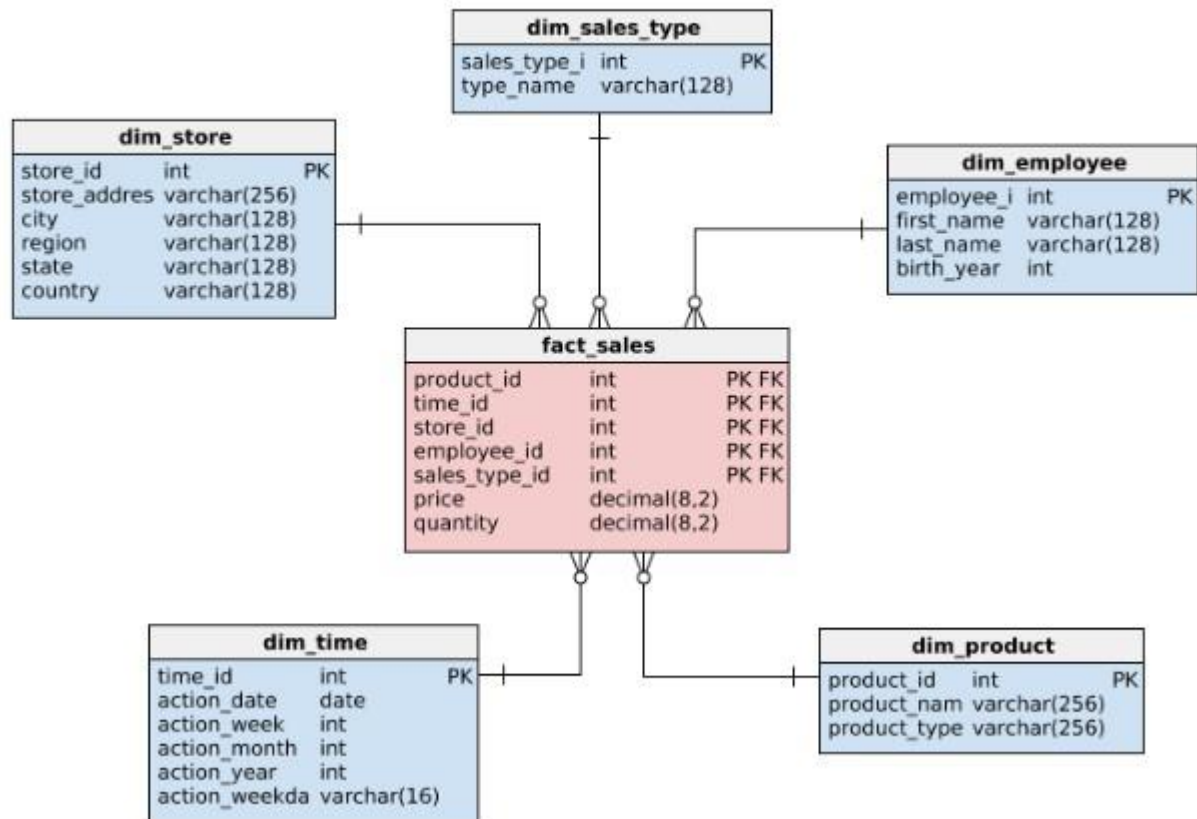 dim_sales_type
sales_type_i int PK
type_name varchar(128)
dim_store
store_id int PK
store_addres varchar(256)
city varchar(128)
region varchar(128)
state varchar(128)
country varchar(128)
dim_employee
employee_i int PK
first_name varchar(128)
last_name varchar(128)
birth_year int
fact_sales
product_id int PK FK
time_id int PK FK
store_id int PK FK
employee_id int PK FK
sales_type_id int PK FK
price decimal(8,2)
quantity decimal(8,2)
dim_time
time_id int PK
action_date date
action_week int
action_month int
action_year int
action_weekda varchar(16)
dim_product
product_id int PK
product_nam varchar(256)
product_type varchar(256)